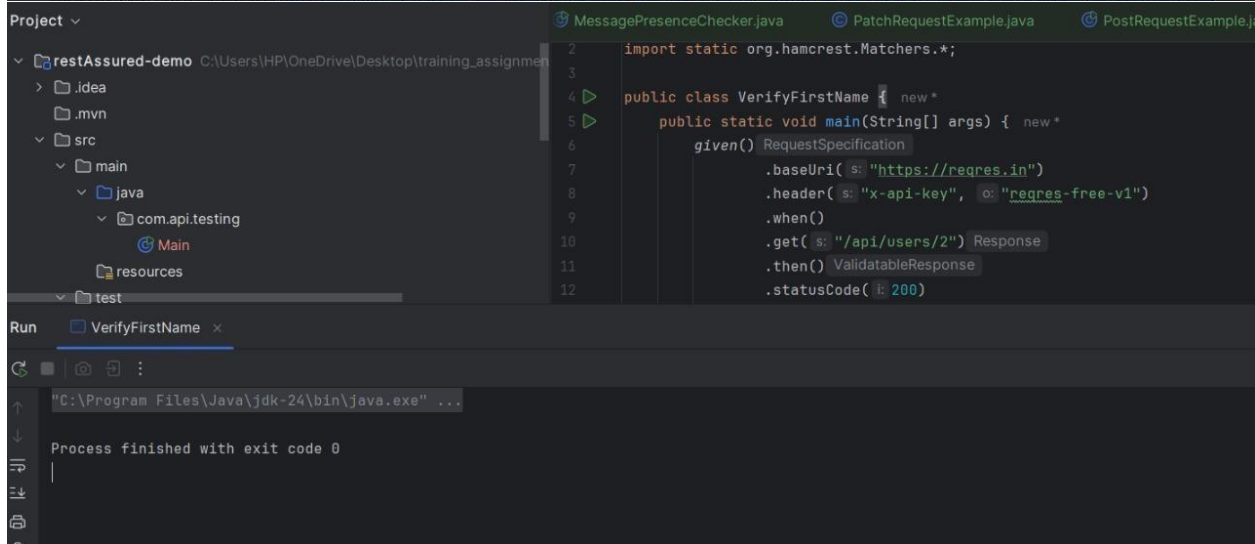 Project
restAssured-demo C:\Users\HP\OneDrive\Desktop\training_assignmen
.idea
.mvn
src
main
java
com.api.testing
Main
resources
test
MessagePresenceChecker.java PatchRequestExample.java PostRequestExample.j
2 import static org.hamcrest.Matchers.*;
3
4 public class VerifyFirstName { new *
5 public static void main(String[] args) { new *
6 given() RequestSpecification
7 .baseUri( s: "https://reqres.in")
8 .header( s: "x-api-key", o: "reqres-free-v1")
9 .when()
10 .get( s: "/api/users/2") Response
11 .then() ValidatableResponse
12 .statusCode( i: 200)
Run VerifyFirstName
"C:\Program Files\Java\jdk-24\bin\java.exe" ...
Process finished with exit code 0